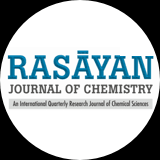 RASĀYAN
JOURNAL OF CHEMISTRY
An International Quarterly Research Journal of Chemical Sciences